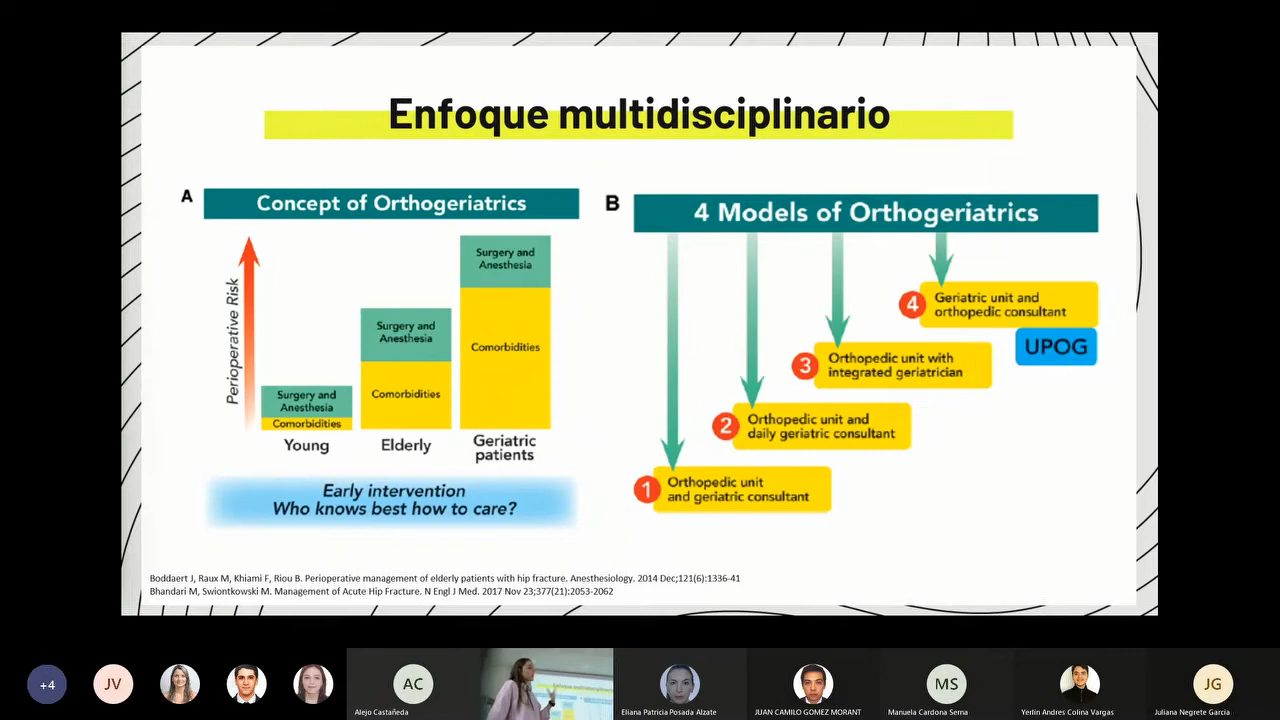 Enfoque multidisciplinario
A
Concept of Orthogeriatrics
Perioperative Risk
Surgery and
Anesthesia
Comorbidities
Young
Surgery and
Anesthesia
Comorbidities
Elderly
Surgery and
Anesthesia
Comorbidities
Geriatric
patients
Early intervention
Who knows best how to care?
B
4 Models of Orthogeriatrics
4
Geriatric unit and
orthopedic consultant
UPOG
3
Orthopedic unit with
integrated geriatrician
2
Orthopedic unit and
daily geriatric consultant
1
Orthopedic unit
and geriatric consultant
Boddaert J, Raux M, Khiami F, Riou B. Perioperative management of elderly patients with hip fracture. Anesthesiology. 2014 Dec;121(6):1336-41
Bhandari M, Swiontkowski M. Management of Acute Hip Fracture. N Engl J Med. 2017 Nov 23;377(21):2053-2062
+4
JV
AC
Alejo Castañeda
Enfoque multidisciplin
Eliana Patricia Posada Alzate
JUAN CAMILO GOMEZ MORANT
MS
Manuela Cardona Serna
Yerlin Andres Colina Vargas
JG
Juliana Negrete Garcia